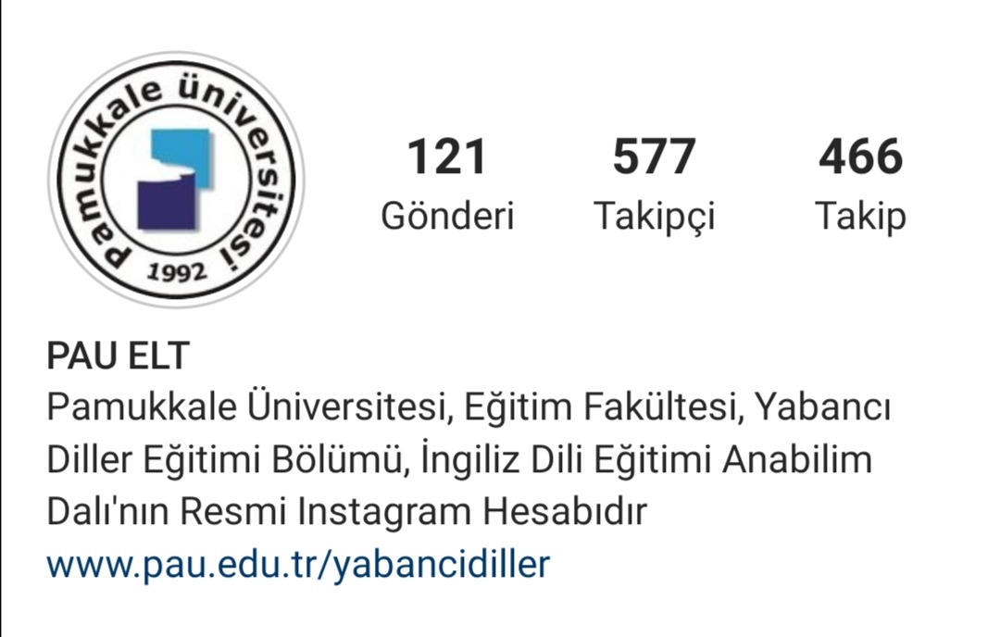 pamukkale üniversitesi
1992
121 577 466
Gönderi Takipçi Takip
PAU ELT
Pamukkale Üniversitesi, Eğitim Fakültesi, Yabancı
Diller Eğitimi Bölümü, İngiliz Dili Eğitimi Anabilim
Dalı'nın Resmi Instagram Hesabıdır
www.pau.edu.tr/yabancidiller